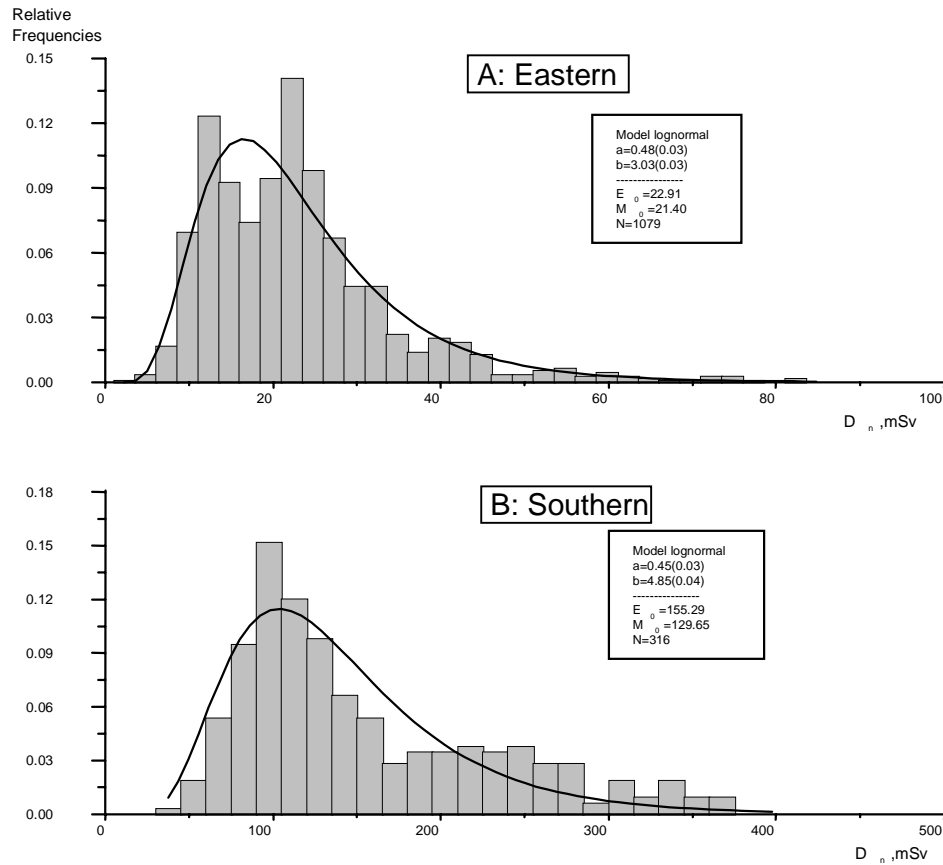 Relative
Frequencies
A: Eastern
0.15
0.12
0.09
0.06
0.03
0.00
Model lognormal
a=0.48(0.03)
b=3.03(0.03)
----------------
E 0 =22.91
M 0 =21.40
N=1079
0 20 40 60 80 100
D n ,mSv
B: Southern
0.18
0.15
0.12
0.09
0.06
0.03
0.00
Model lognormal
a=0.45(0.03)
b=4.85(0.04)
----------------
E 0 =155.29
M 0 =129.65
N=316
0 100 200 300 400 500
D n ,mSv